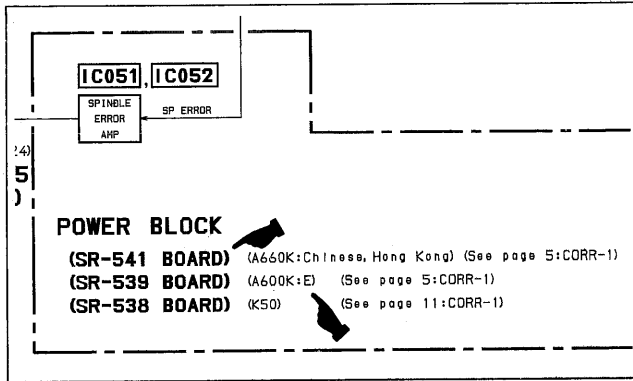 IC051, IC052
SPINDLE
ERROR
AMP
SP ERROR
24)
5
)
POWER BLOCK
(SR-541 BOARD) (A660K:Chinese, Hong Kong) (See page 5:CORR-1)
(SR-539 BOARD) (A600K:E) (See page 5:CORR-1)
(SR-538 BOARD) (K50) (See page 11:CORR-1)